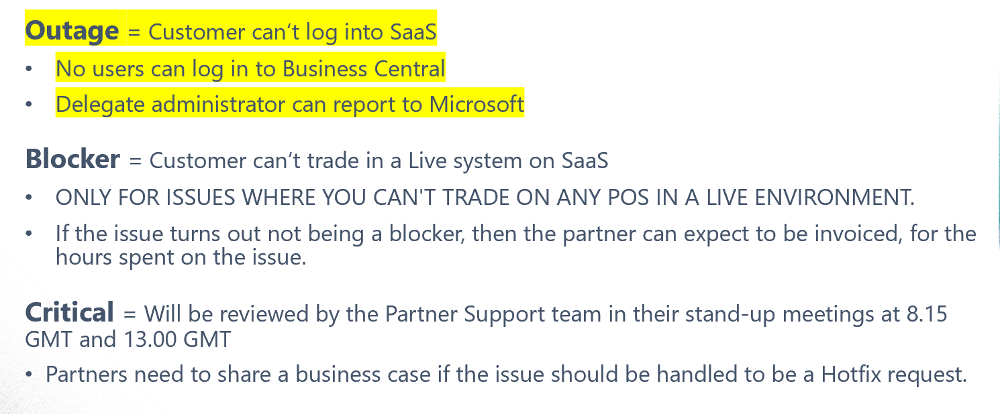 Outage = Customer can‘t log into SaaS
• No users can log in to Business Central
• Delegate administrator can report to Microsoft
Blocker = Customer can‘t trade in a Live system on SaaS
• ONLY FOR ISSUES WHERE YOU CAN'T TRADE ON ANY POS IN A LIVE ENVIRONMENT.
• If the issue turns out not being a blocker, then the partner can expect to be invoiced, for the
hours spent on the issue.
Critical = Will be reviewed by the Partner Support team in their stand-up meetings at 8.15
GMT and 13.00 GMT
• Partners need to share a business case if the issue should be handled to be a Hotfix request.